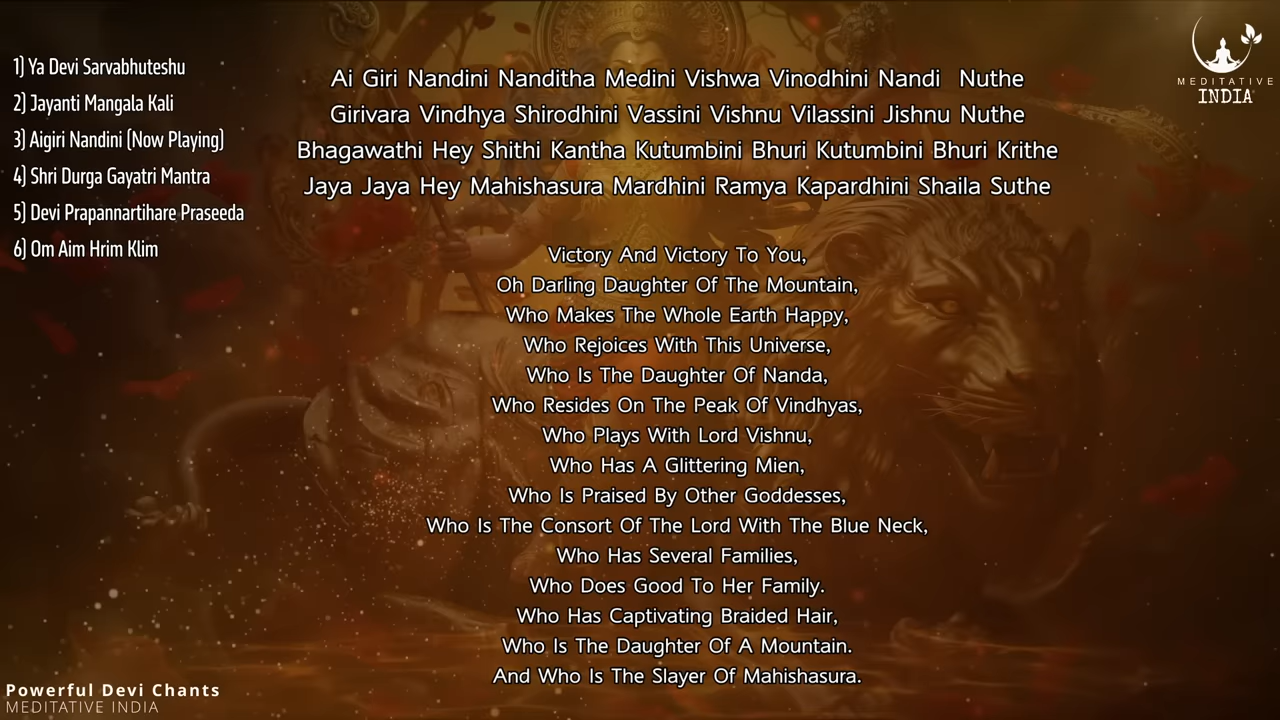 1) Ya Devi Sarvabhuteshu
2) Jayanti Mangala Kali
3) Aigiri Nandini (Now Playing)
4) Shri Durga Gayatri Mantra
5) Devi Prapannartihare Praseeda
6) Om Aim Hrim Klim
Ai Giri Nandini Nanditha Medini Vishwa Vinodhini Nandi  Nuthe
Girivara Vindhya Shirodhini Vassini Vishnu Vilassini Jishnu Nuthe
Bhagawathi Hey Shithi Kantha Kutumbini Bhuri Kutumbini Bhuri Krithe
Jaya Jaya Hey Mahishasura Mardhini Ramya Kapardhini Shaila Suthe
Victory And Victory To You,
Oh Darling Daughter Of The Mountain,
Who Makes The Whole Earth Happy,
Who Rejoices With This Universe,
Who Is The Daughter Of Nanda,
Who Resides On The Peak Of Vindhyas,
Who Plays With Lord Vishnu,
Who Has A Glittering Mien,
Who Is Praised By Other Goddesses,
Who Is The Consort Of The Lord With The Blue Neck,
Who Has Several Families,
Who Does Good To Her Family.
Who Has Captivating Braided Hair,
Who Is The Daughter Of A Mountain.
And Who Is The Slayer Of Mahishasura.
MEDITATIVE
INDIA
Powerful Devi Chants
MEDITATIVE INDIA